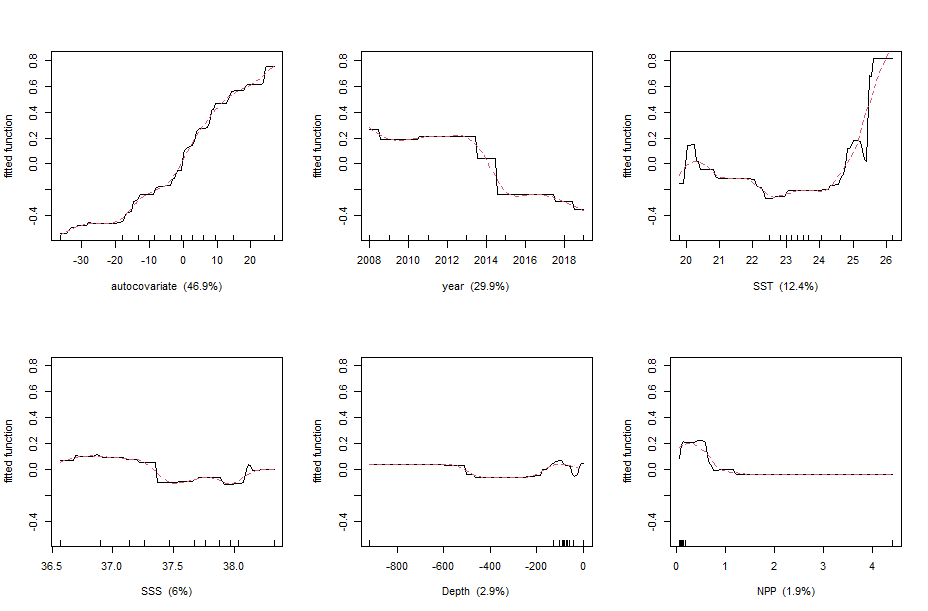 fitted function
0.8
0.6
0.4
0.2
0.0
-0.4
-30 -20 -10 0 10 20
autocovariate (46.9%)
fitted function
0.8
0.6
0.4
0.2
0.0
-0.4
2008 2010 2012 2014 2016 2018
year (29.9%)
fitted function
0.8
0.6
0.4
0.2
0.0
-0.4
20 21 22 23 24 25 26
SST (12.4%)
fitted function
0.8
0.6
0.4
0.2
0.0
-0.4
36.5 37.0 37.5 38.0
SSS (6%)
fitted function
0.8
0.6
0.4
0.2
0.0
-0.4
-800 -600 -400 -200 0
Depth (2.9%)
fitted function
0.8
0.6
0.4
0.2
0.0
-0.4
0 1 2 3 4
NPP (1.9%)